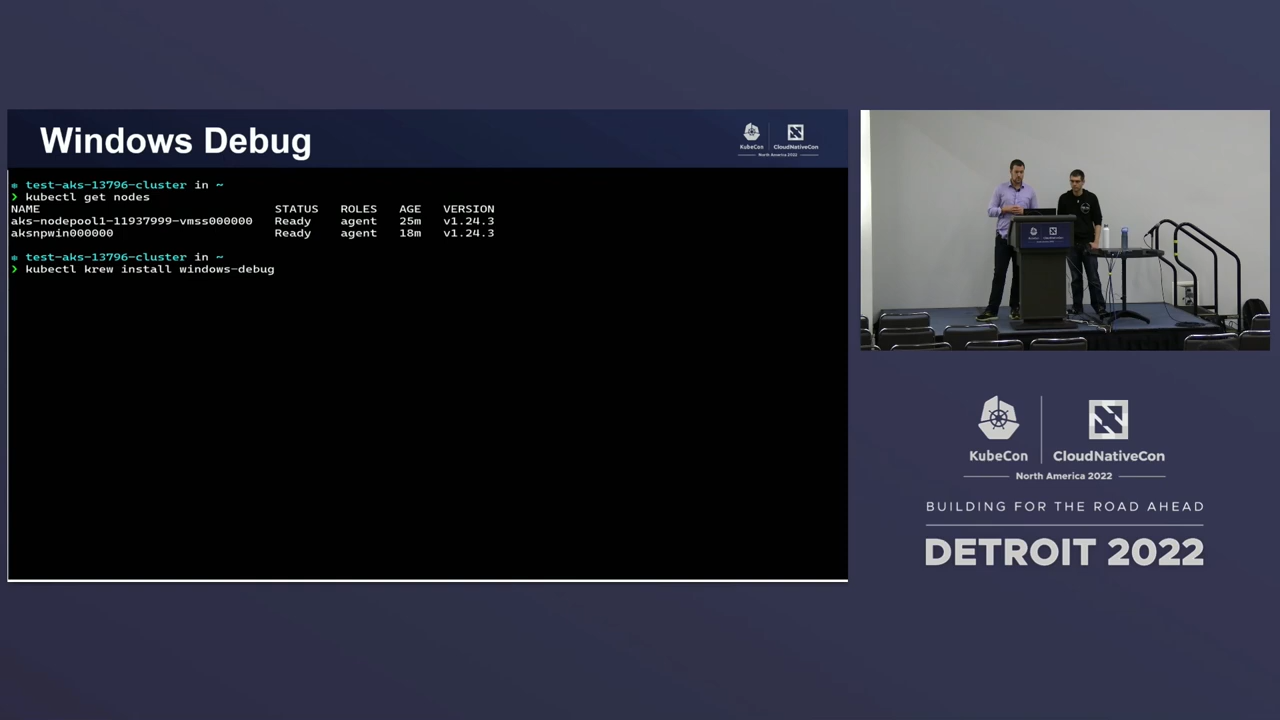 Windows Debug
KubeCon
CloudNativeCon
North America 2022
test-aks-13796-cluster in ~
❯ kubectl get nodes
NAME STATUS ROLES AGE VERSION
aks-nodepool1-11937999-vmss000000 Ready agent 25m v1.24.3
aksnpwin000000 Ready agent 18m v1.24.3
test-aks-13796-cluster in ~
❯ kubectl krew install windows-debug
KubeCon
CloudNativeCon
North America 2022
BUILDING FOR THE ROAD AHEAD
DETROIT 2022